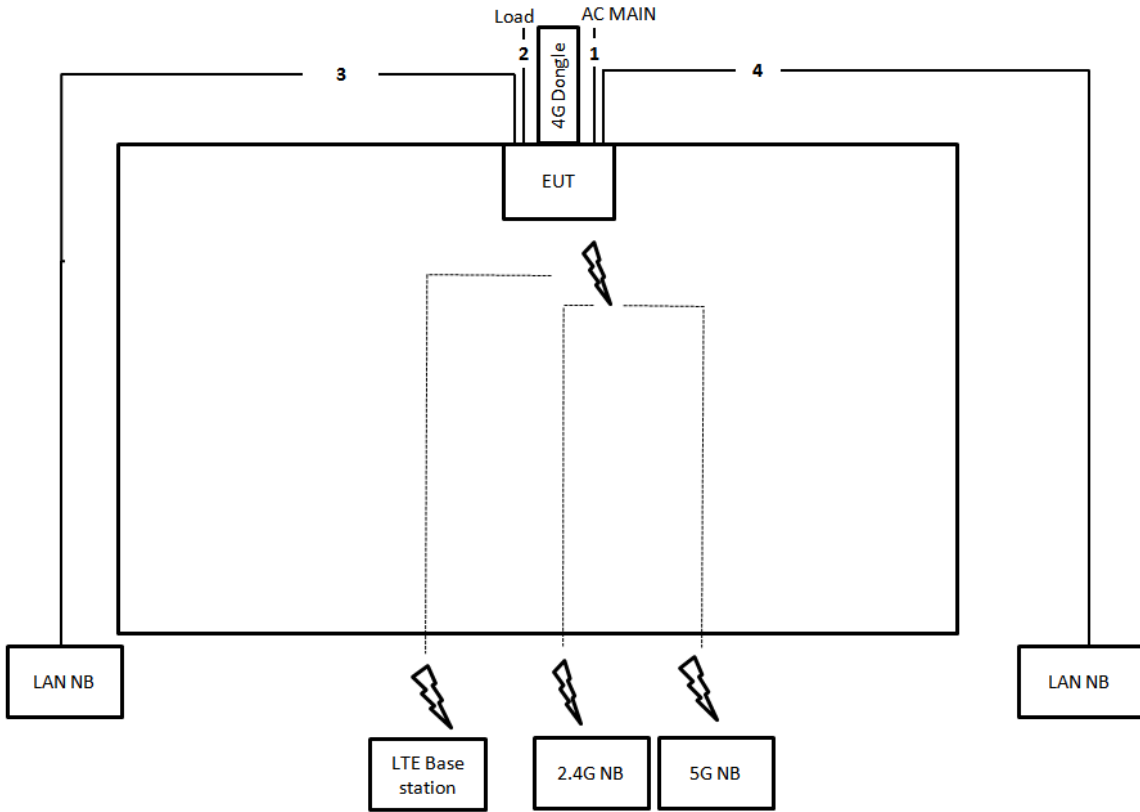 Load
AC MAIN
2
4G Dongle
1
3
4
EUT
LAN NB
LAN NB
LTE Base
station
2.4G NB
5G NB